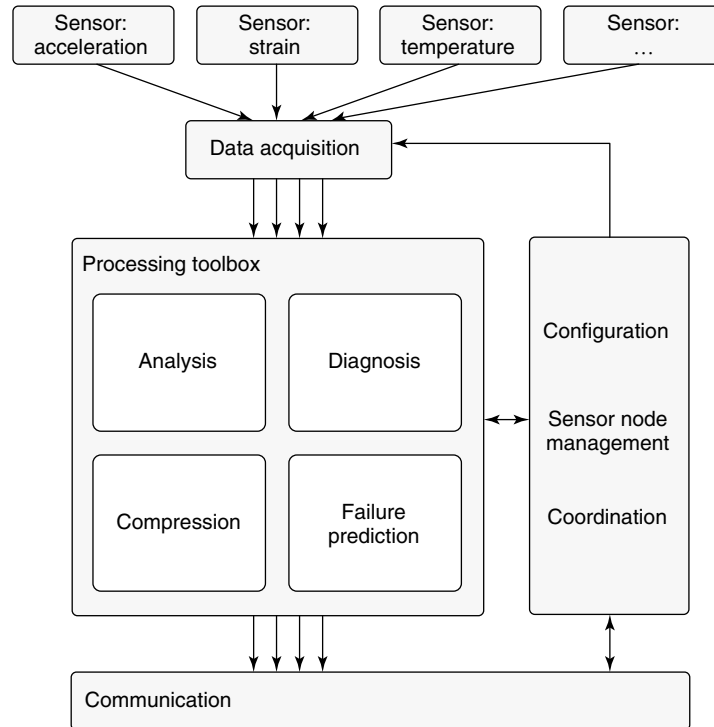 Sensor:
acceleration
Sensor:
strain
Sensor:
temperature
Sensor:
...
Data acquisition
Processing toolbox
Analysis
Diagnosis
Compression
Failure
prediction
Configuration
Sensor node
management
Coordination
Communication